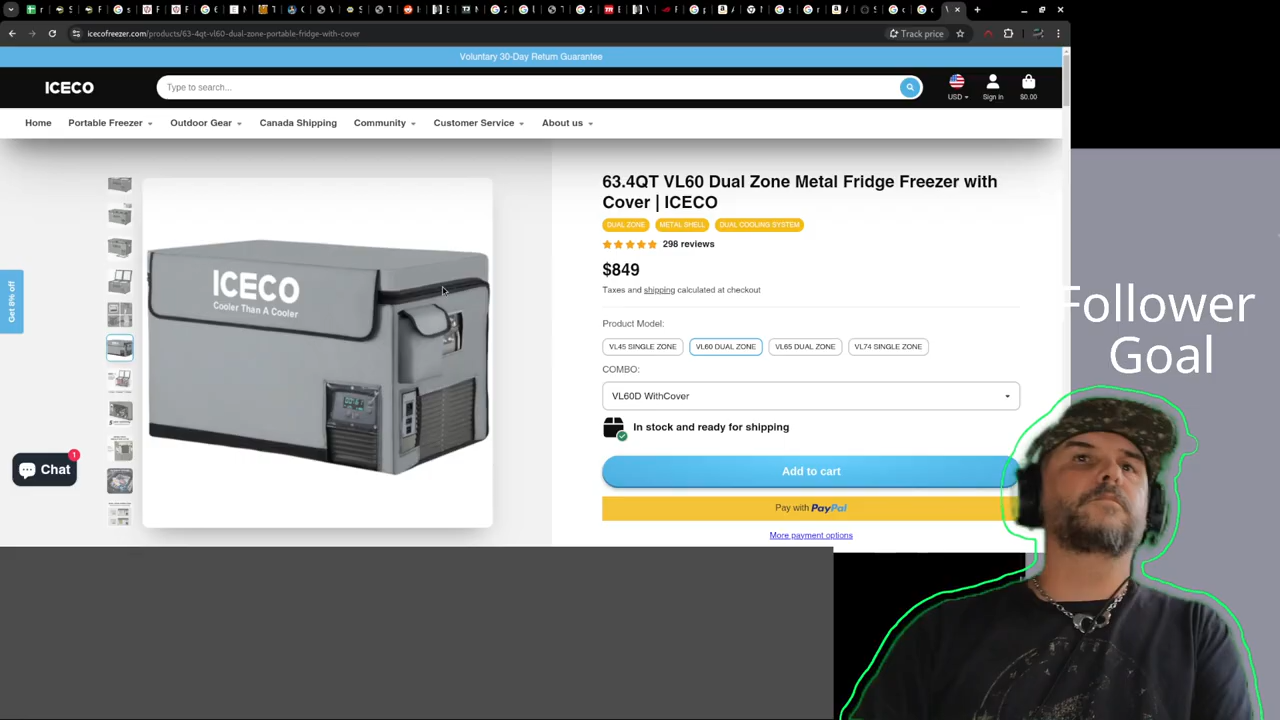 icecofreezer.com/products/63-4qt-vl60-dual-zone-portable-fridge-with-cover
Track price
Voluntary 30-Day Return Guarantee
ICECO
Type to search...
USD
Sign in
$0.00
Home
Portable Freezer
Outdoor Gear
Canada Shipping
Community
Customer Service
About us
63.4QT VL60 Dual Zone Metal Fridge Freezer with
Cover | ICECO
DUAL ZONE
METAL SHELL
DUAL COOLING SYSTEM
298 reviews
$849
Taxes and shipping calculated at checkout
Product Model:
VL45 SINGLE ZONE
VL60 DUAL ZONE
VL65 DUAL ZONE
VL74 SINGLE ZONE
COMBO:
VL60D WithCover
In stock and ready for shipping
Add to cart
Pay with PayPal
More payment options
ICECO
Cooler Than A Cooler
Get 8% off
Chat
1
Follower
Goal